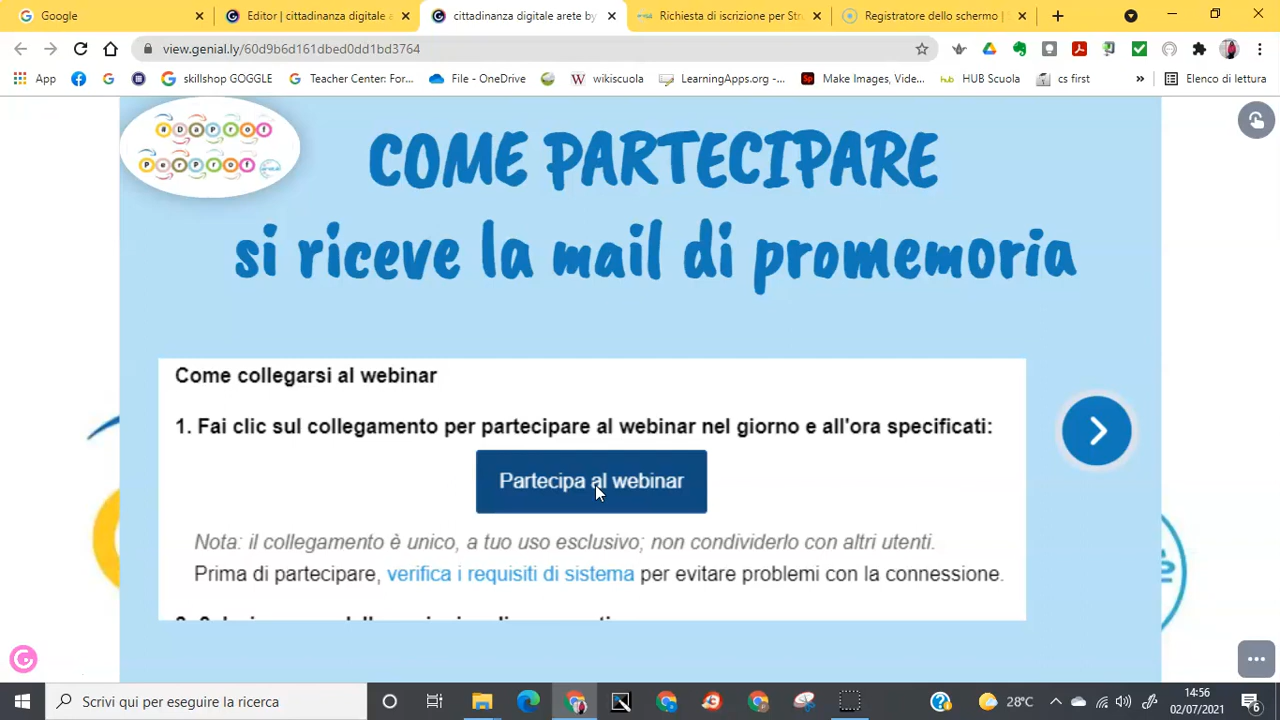 Google
Editor | cittadinanza digitale e
cittadinanza digitale arete by
Richiesta di iscrizione per Str
Registratore dello schermo |
view.genial.ly/60d9b6d161dbed0dd1bd3764
App
skillshop GOGGLE
Teacher Center: For...
File - OneDrive
wikiscuola
LearningApps.org -...
Make Images, Vide...
HUB Scuola
cs first
»
Elenco di lettura
#DaProf
PerProf
COME PARTECIPARE
si riceve la mail di promemoria
Come collegarsi al webinar
1. Fai clic sul collegamento per partecipare al webinar nel giorno e all'ora specificati:
Partecipa al webinar
Nota: il collegamento è unico, a tuo uso esclusivo; non condividerlo con altri utenti.
Prima di partecipare, verifica i requisiti di sistema per evitare problemi con la connessione.
Scrivi qui per eseguire la ricerca
28°C
14:56
02/07/2021
6